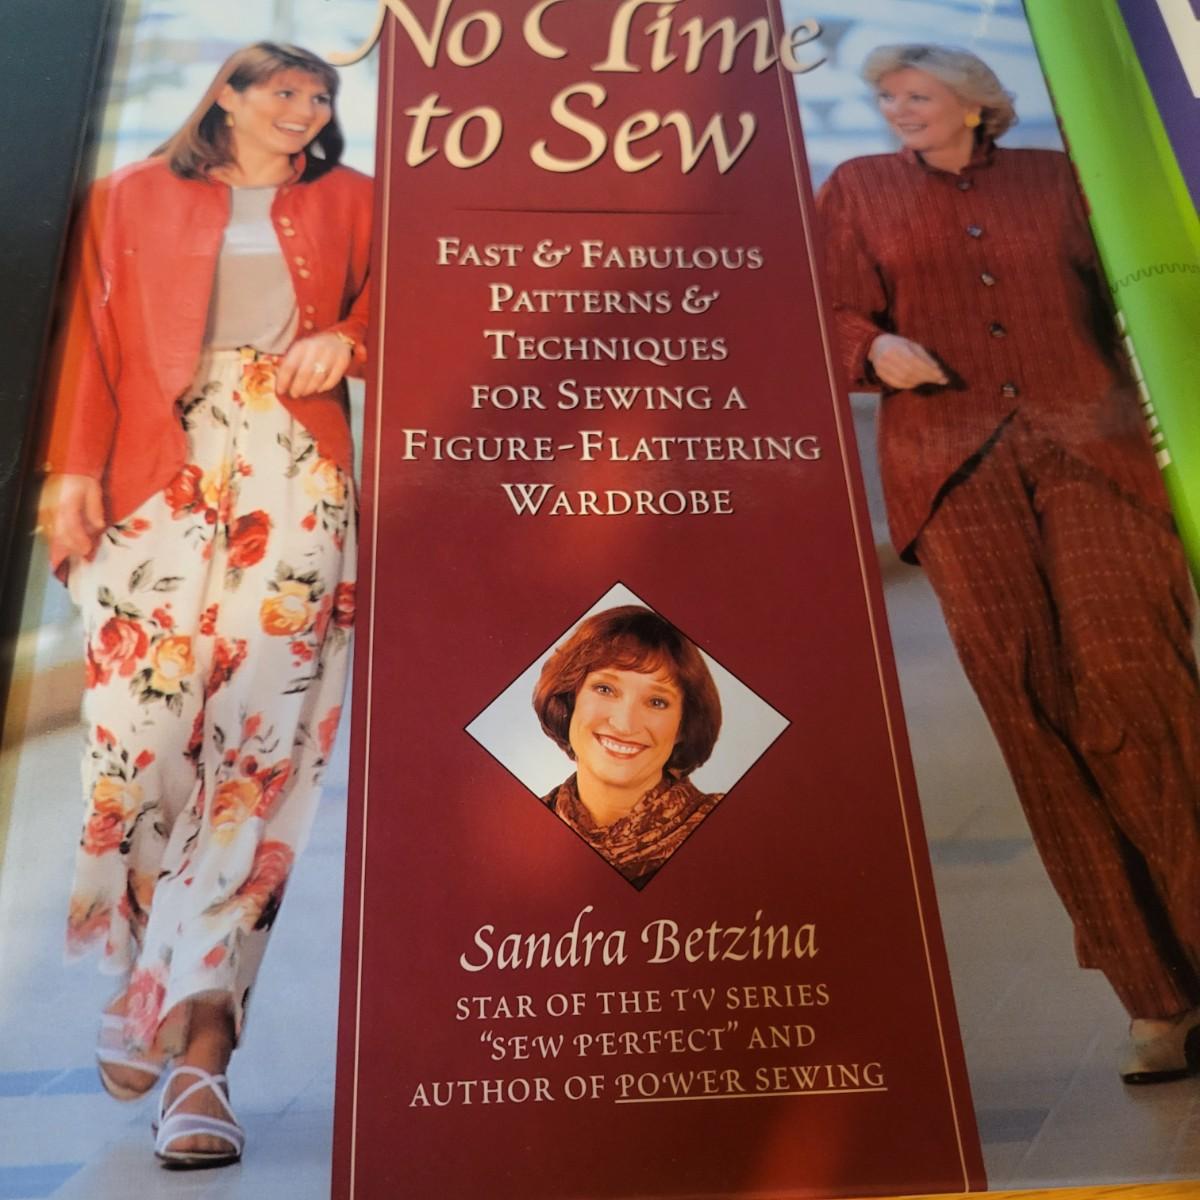 No Time
to Sew
FAST & FABULOUS
PATTERNS &
TECHNIQUES
FOR SEWING A
FIGURE-FLATTERING
WARDROBE
Sandra Betzina
STAR OF THE TV SERIES
"SEW PERFECT" AND
AUTHOR OF POWER SEWING